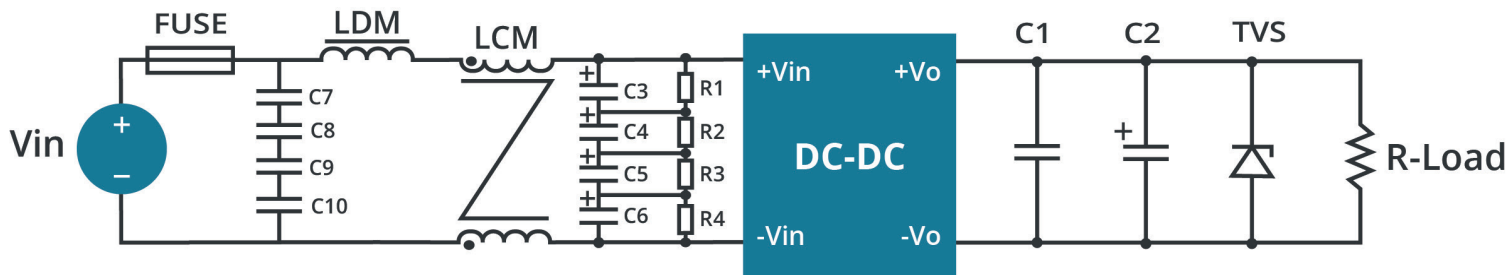 FUSE
LDM
LCM
C1
C2
TVS
Vin
+
−
C7
C8
C9
C10
+
C3
+
C4
+
C5
+
C6
R1
R2
R3
R4
+Vin
+Vo
DC-DC
-Vin
-Vo
+
R-Load